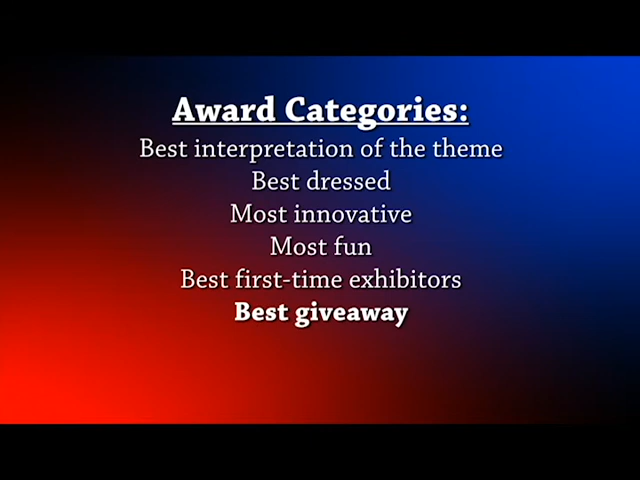 Award Categories:
Best interpretation of the theme
Best dressed
Most innovative
Most fun
Best first-time exhibitors
Best giveaway